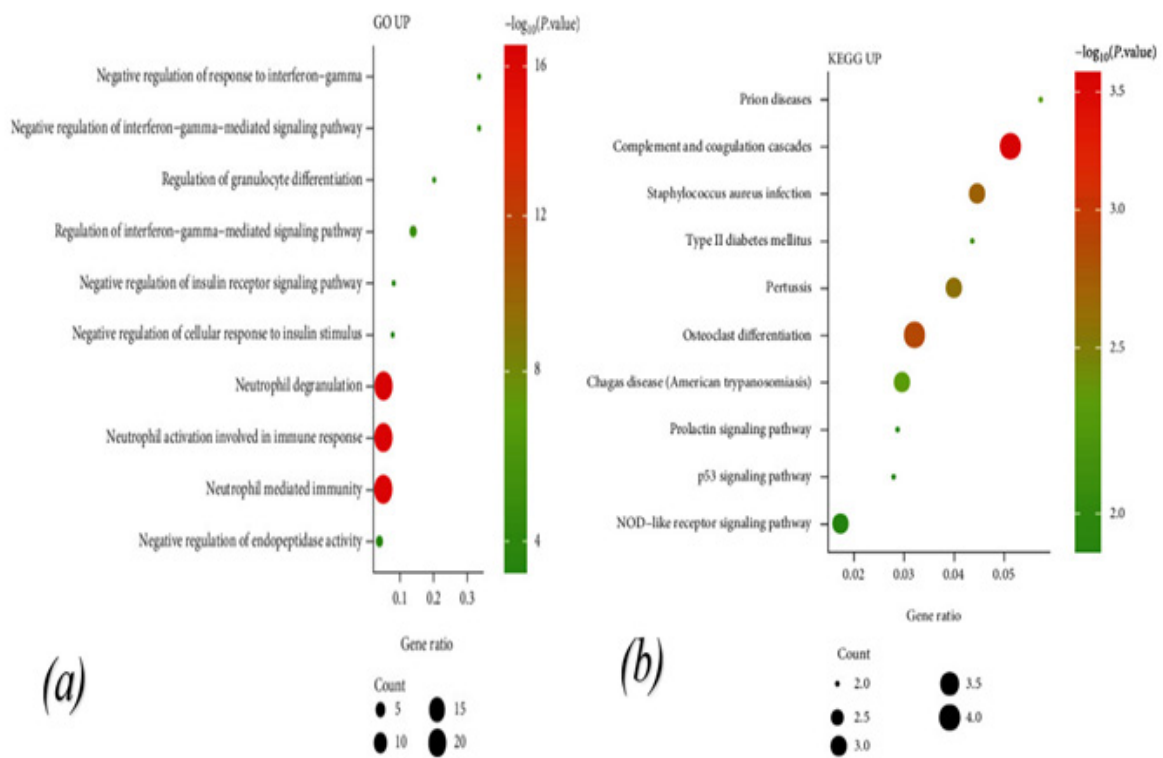 GO UP
−log₁₀(P.value)
Negative regulation of response to interferon−gamma
Negative regulation of interferon−gamma−mediated signaling pathway
Regulation of granulocyte differentiation
Regulation of interferon−gamma−mediated signaling pathway
Negative regulation of insulin receptor signaling pathway
Negative regulation of cellular response to insulin stimulus
Neutrophil degranulation
Neutrophil activation involved in immune response
Neutrophil mediated immunity
Negative regulation of endopeptidase activity
16
12
8
4
0.1 0.2 0.3
Gene ratio
Count
5 15
10 20
(a)
KEGG UP
−log₁₀(P.value)
Prion diseases
Complement and coagulation cascades
Staphylococcus aureus infection
Type II diabetes mellitus
Pertussis
Osteoclast differentiation
Chagas disease (American trypanosomiasis)
Prolactin signaling pathway
p53 signaling pathway
NOD−like receptor signaling pathway
3.5
3.0
2.5
2.0
0.02 0.03 0.04 0.05
Gene ratio
Count
2.0 3.5
2.5 4.0
3.0
(b)